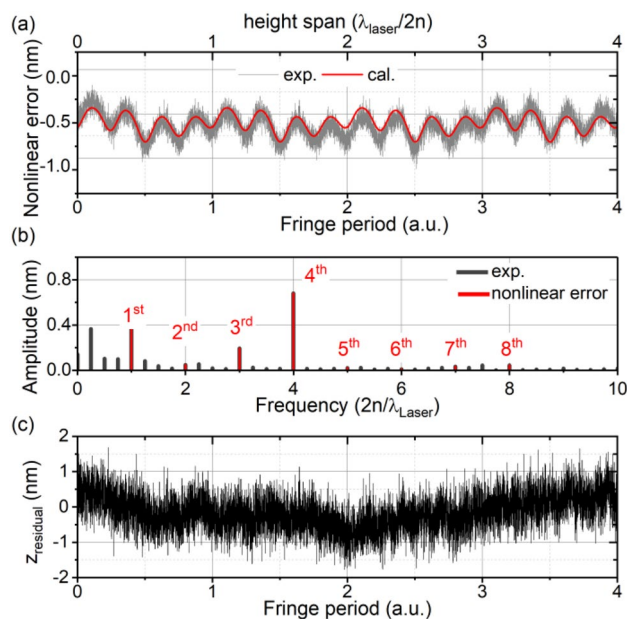 (a)
height span (λlaser/2n)
0 1 2 3 4
Nonlinear error (nm)
0.0
-0.5
-1.0
exp. cal.
0 1 2 3 4
Fringe period (a.u.)
(b)
Amplitude (nm)
0.8
0.4
0.0
1st 2nd 3rd 4th 5th 6th 7th 8th
exp.
nonlinear error
0 2 4 6 8 10
Frequency (2n/λLaser)
(c)
zresidual (nm)
2
1
0
-1
-2
0 1 2 3 4
Fringe period (a.u.)